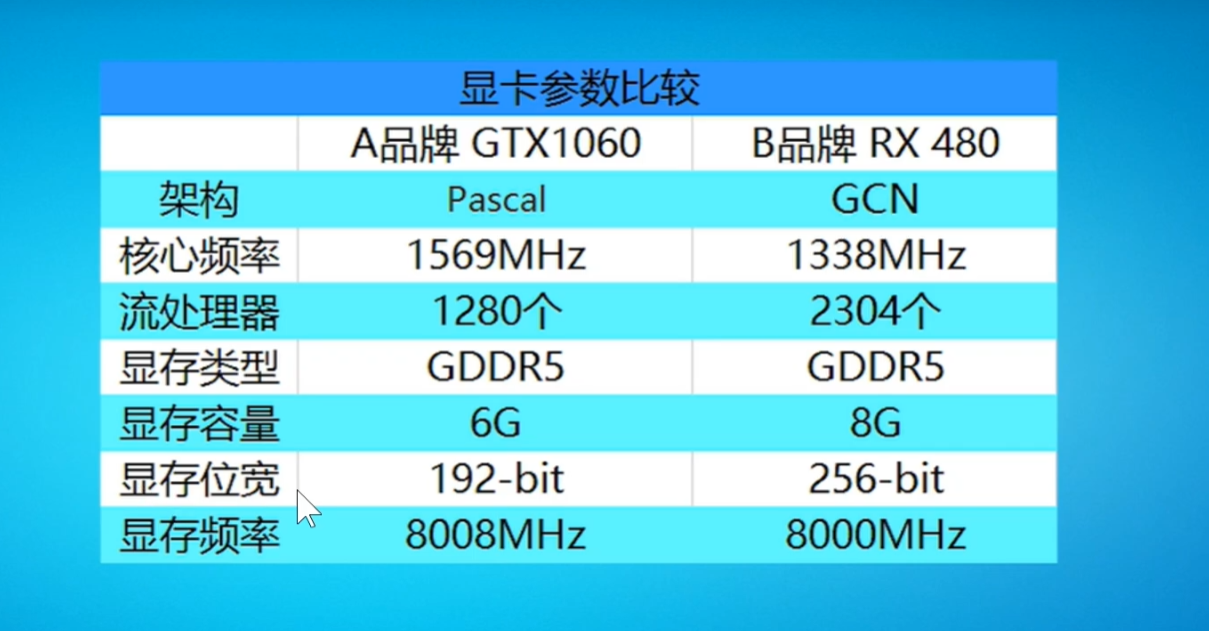 显卡参数比较
A品牌 GTX1060 B品牌 RX 480
架构 Pascal GCN
核心频率 1569MHz 1338MHz
流处理器 1280个 2304个
显存类型 GDDR5 GDDR5
显存容量 6G 8G
显存位宽 192-bit 256-bit
显存频率 8008MHz 8000MHz